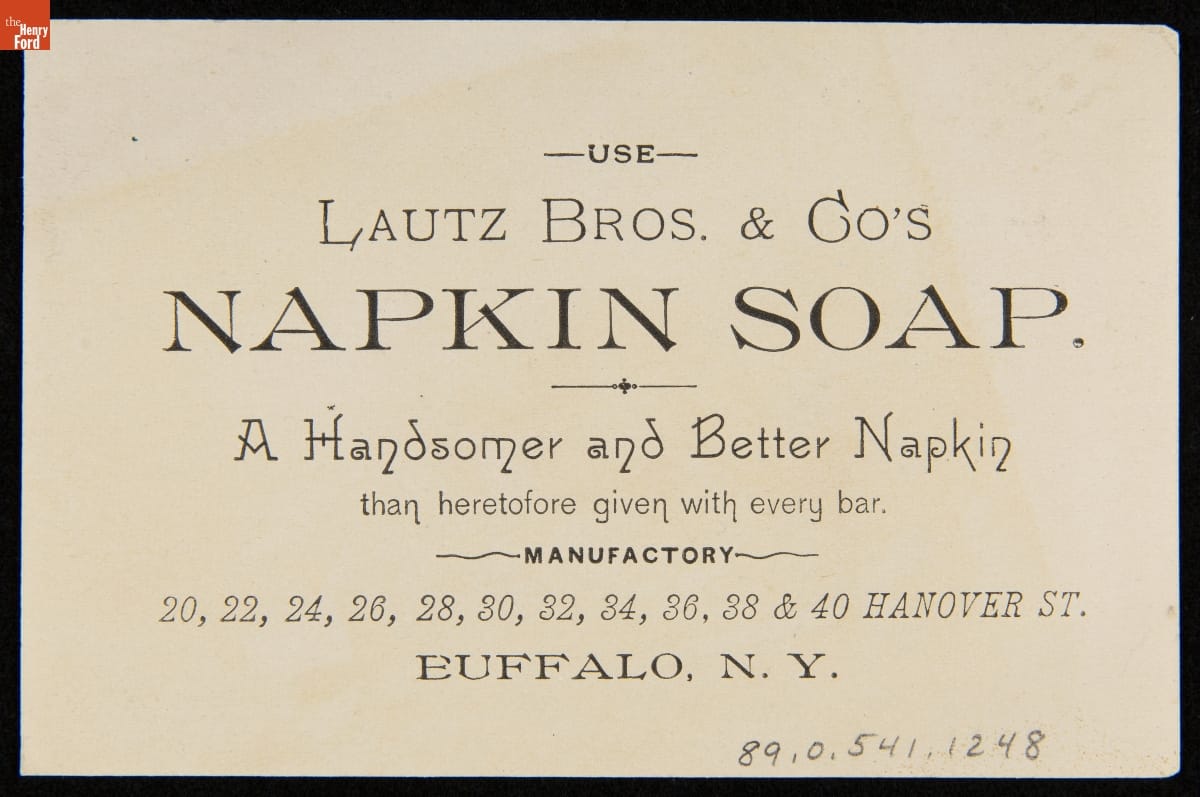 the
Henry
Ford
—USE—
LAUTZ BROS. & CO'S
NAPKIN SOAP.
A Handsomer and Better Napkin
than heretofore given with every bar.
MANUFACTORY
20, 22, 24, 26, 28, 30, 32, 34, 36, 38 & 40 HANOVER ST.
BUFFALO, N. Y.
89.0.541.1248